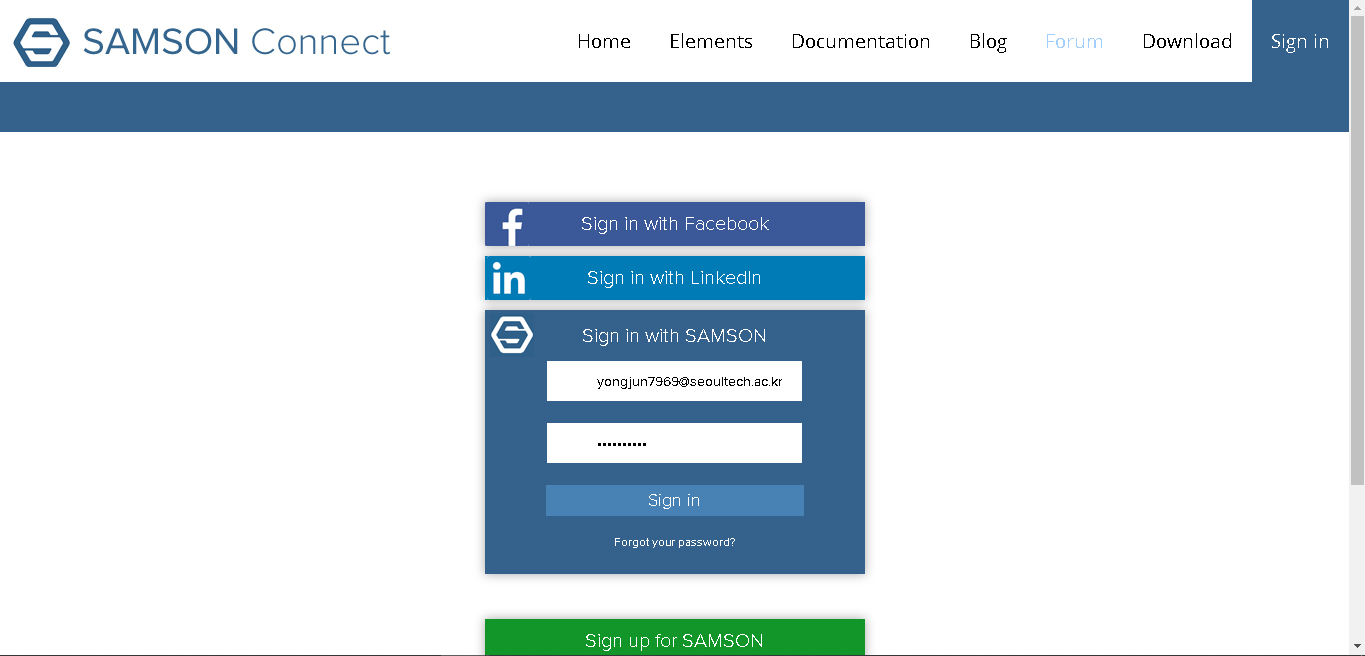 SAMSON Connect
Home Elements Documentation Blog Forum Download Sign in
Sign in with Facebook
in Sign in with LinkedIn
Sign in with SAMSON
yongjun7969@seoultech.ac.kr
••••••••••
Sign in
Forgot your password?
Sign up for SAMSON